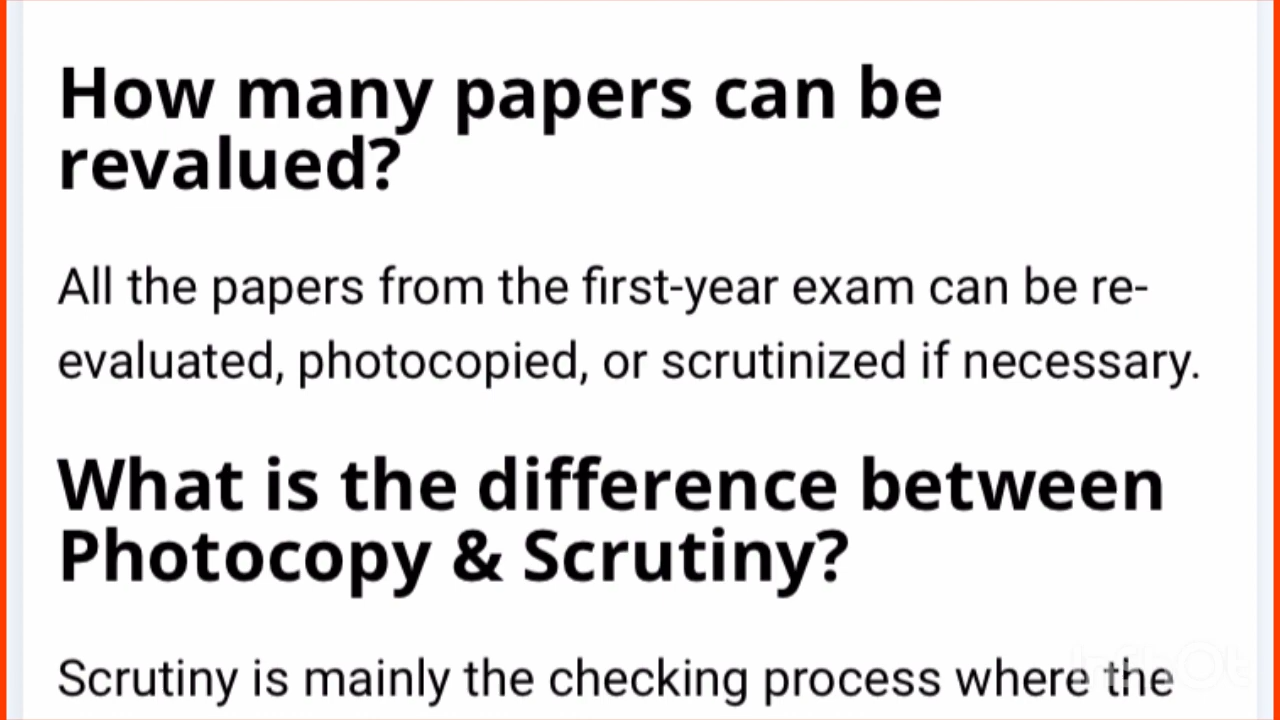 How many papers can be
revalued?
All the papers from the first-year exam can be re-
evaluated, photocopied, or scrutinized if necessary.
What is the difference between
Photocopy & Scrutiny?
Scrutiny is mainly the checking process where the
InShOt